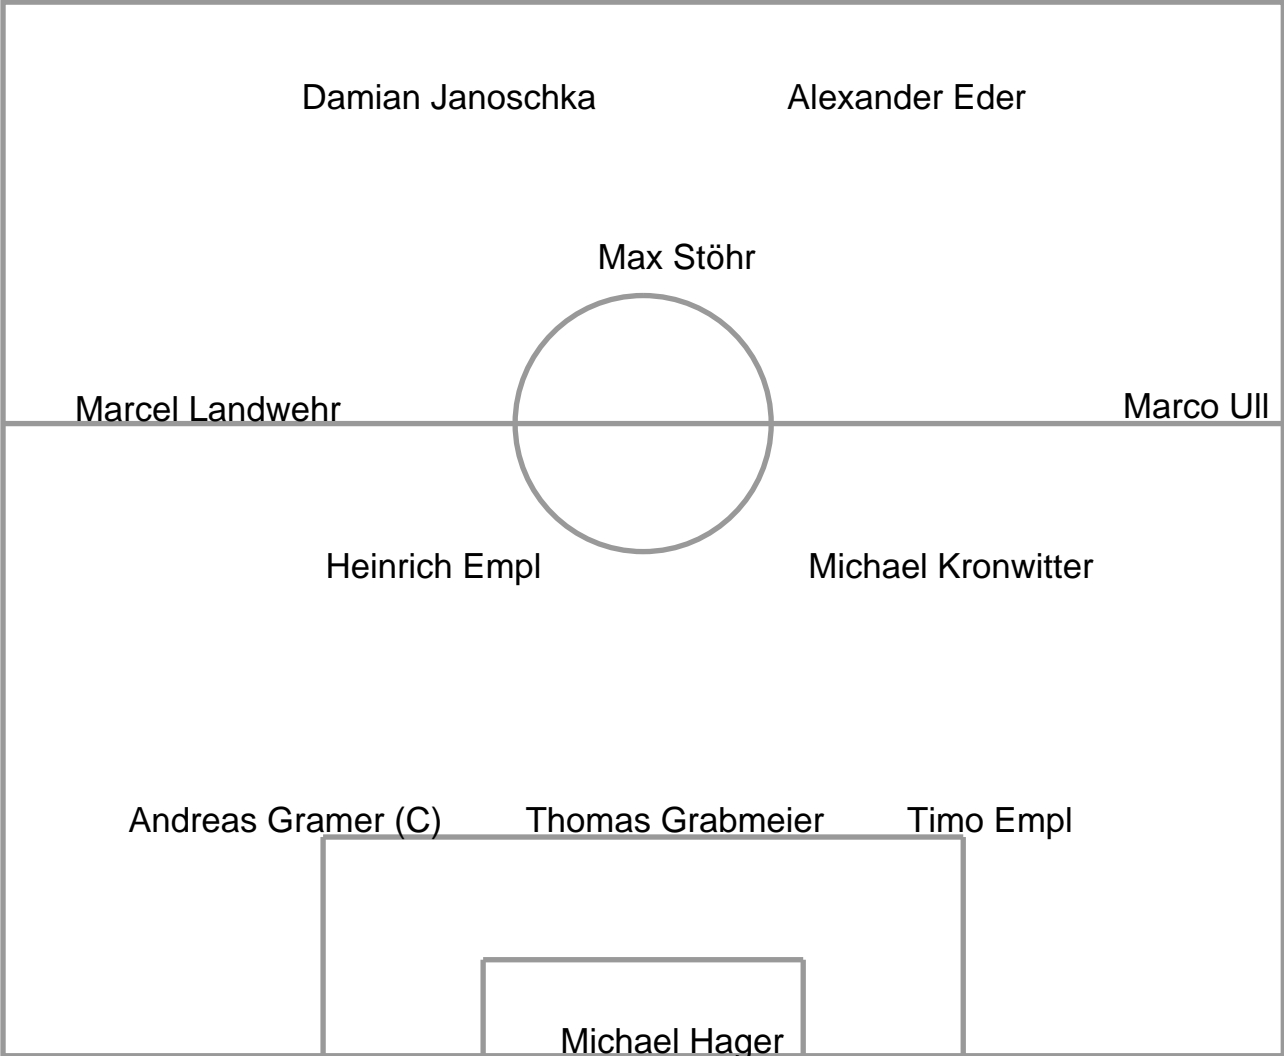 Damian Janoschka
Alexander Eder
Max Stöhr
Marcel Landwehr
Marco Ull
Heinrich Empl
Michael Kronwitter
Andreas Gramer (C)
Thomas Grabmeier
Timo Empl
Michael Hager